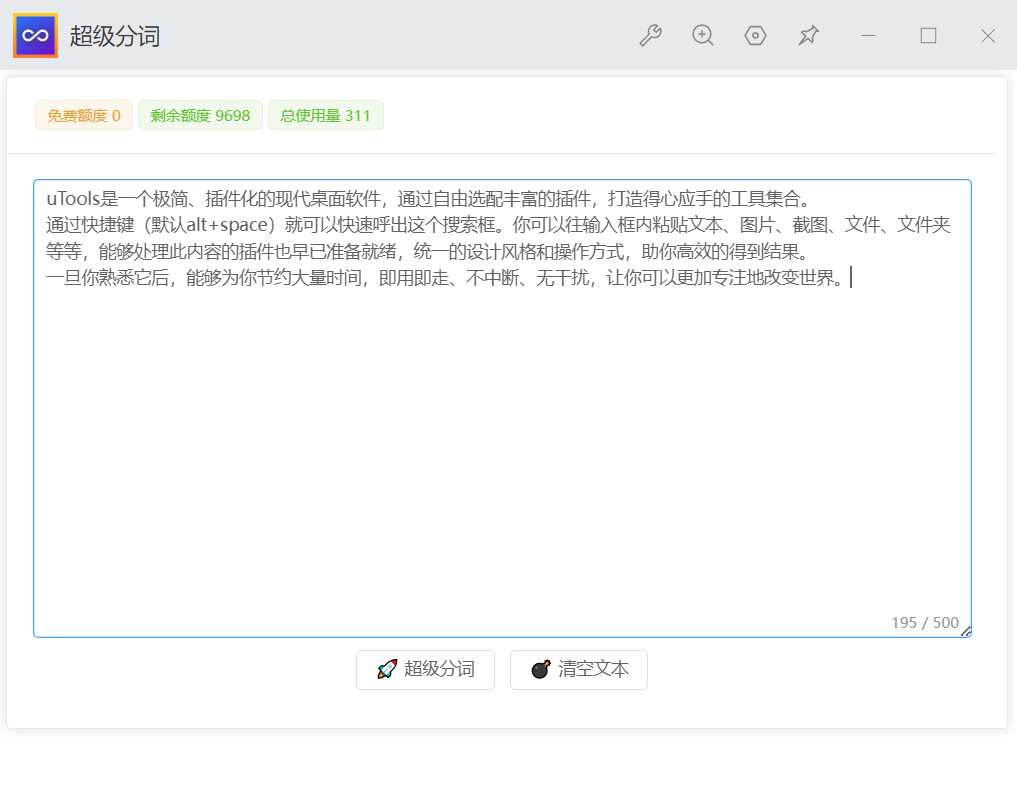 超级分词
免费额度 0 剩余额度 9698 总使用量 311
uTools是一个极简、插件化的现代桌面软件，通过自由选配丰富的插件，打造得心应手的工具集合。
通过快捷键（默认alt+space）就可以快速呼出这个搜索框。你可以往输入框内粘贴文本、图片、截图、文件、文件夹
等等，能够处理此内容的插件也早已准备就绪，统一的设计风格和操作方式，助你高效的得到结果。
一旦你熟悉它后，能够为你节约大量时间，即用即走、不中断、无干扰，让你可以更加专注地改变世界。
195 / 500
超级分词 清空文本